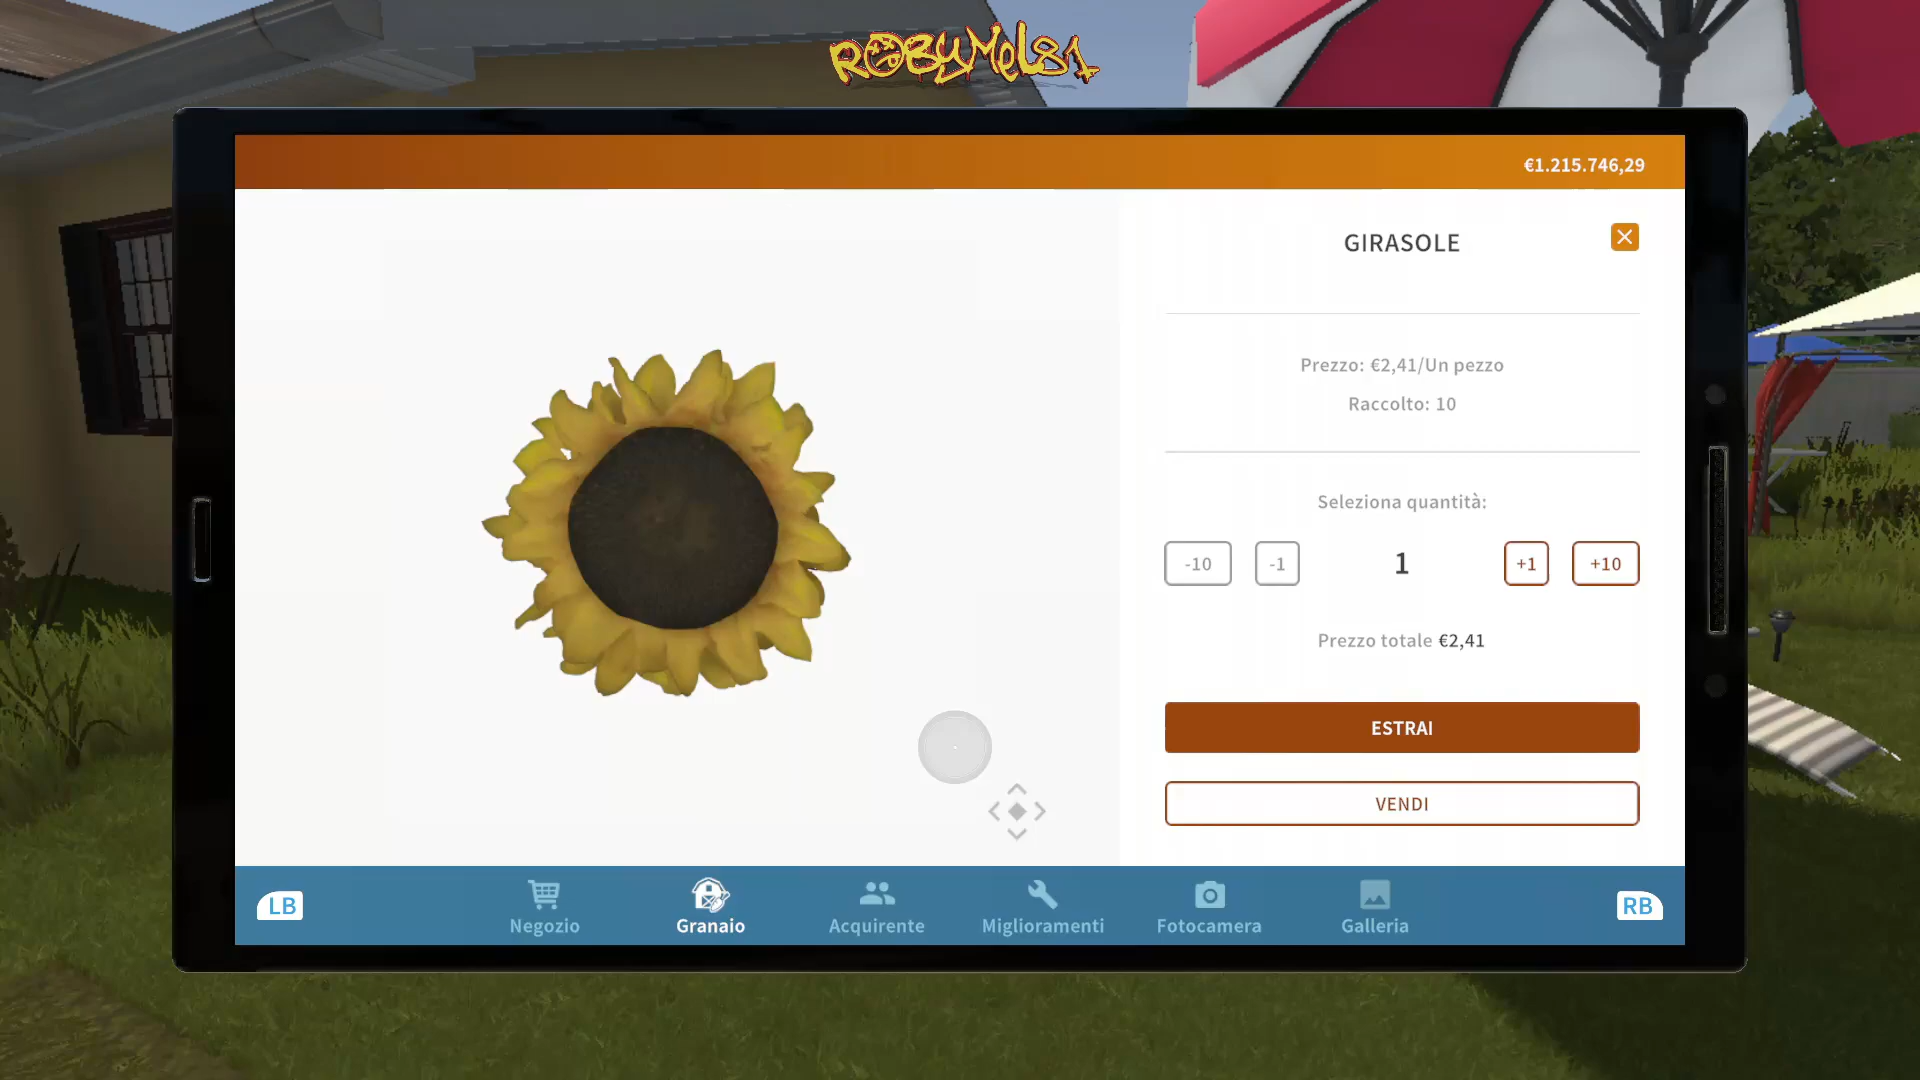 RobyMel81
€1.215.746,29
GIRASOLE
Prezzo: €2,41/Un pezzo
Raccolto: 10
Seleziona quantità:
-10 -1 1 +1 +10
Prezzo totale €2,41
ESTRAI
VENDI
LB Negozio Granaio Acquirente Miglioramenti Fotocamera Galleria RB